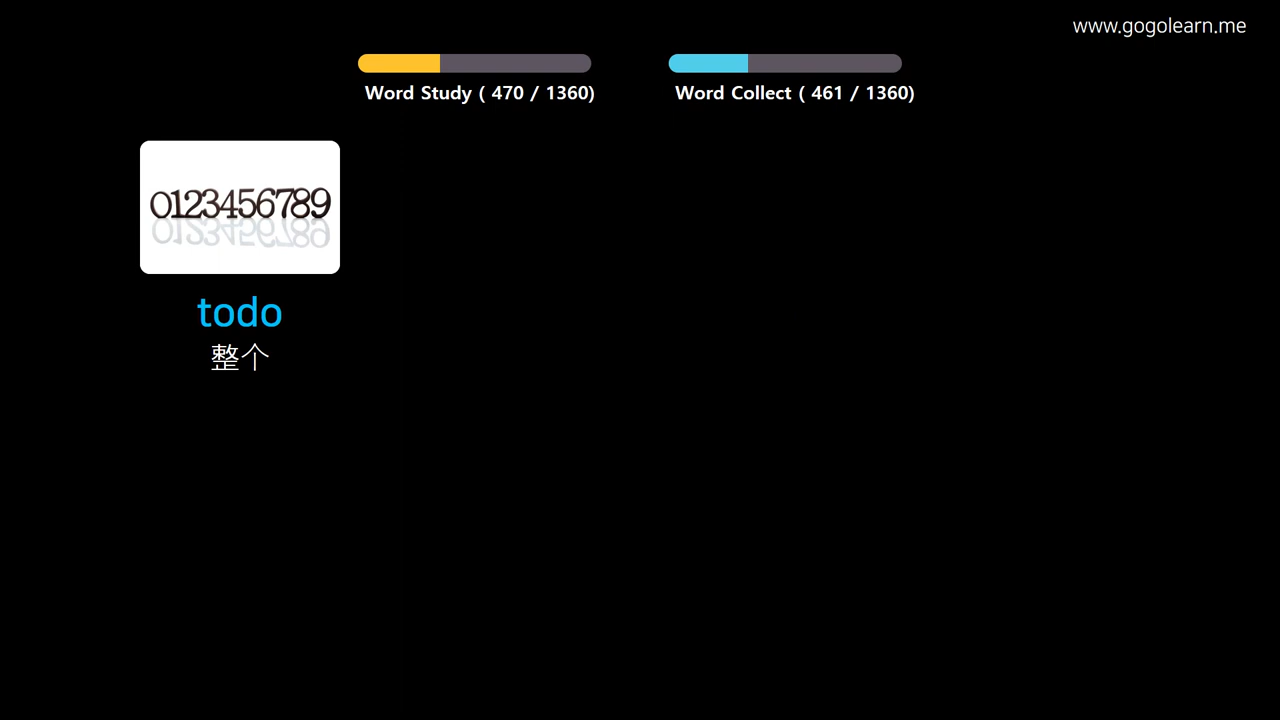 www.gogolearn.me
Word Study ( 470 / 1360)
Word Collect ( 461 / 1360)
0123456789
todo
整个